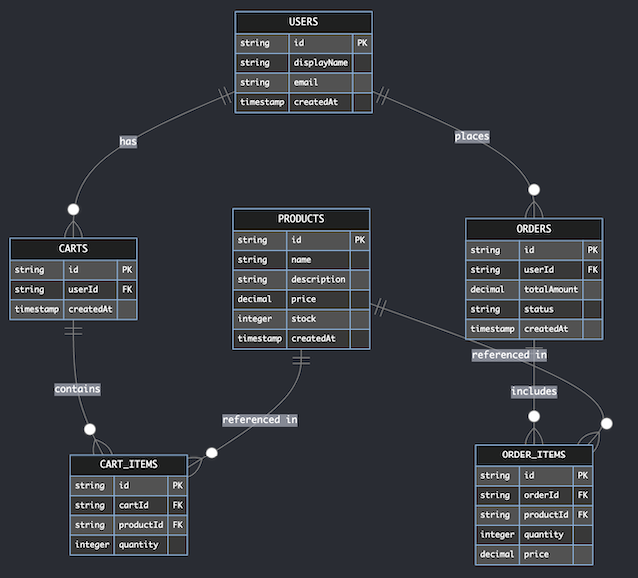 USERS
string id PK
string displayName
string email
timestamp createdAt
has
places
CARTS
string id PK
string userId FK
timestamp createdAt
PRODUCTS
string id PK
string name
string description
decimal price
integer stock
timestamp createdAt
ORDERS
string id PK
string userId FK
decimal totalAmount
string status
timestamp createdAt
referenced in
contains
includes
referenced in
CART_ITEMS
string id PK
string cartId FK
string productId FK
integer quantity
ORDER_ITEMS
string id PK
string orderId FK
string productId FK
integer quantity
decimal price